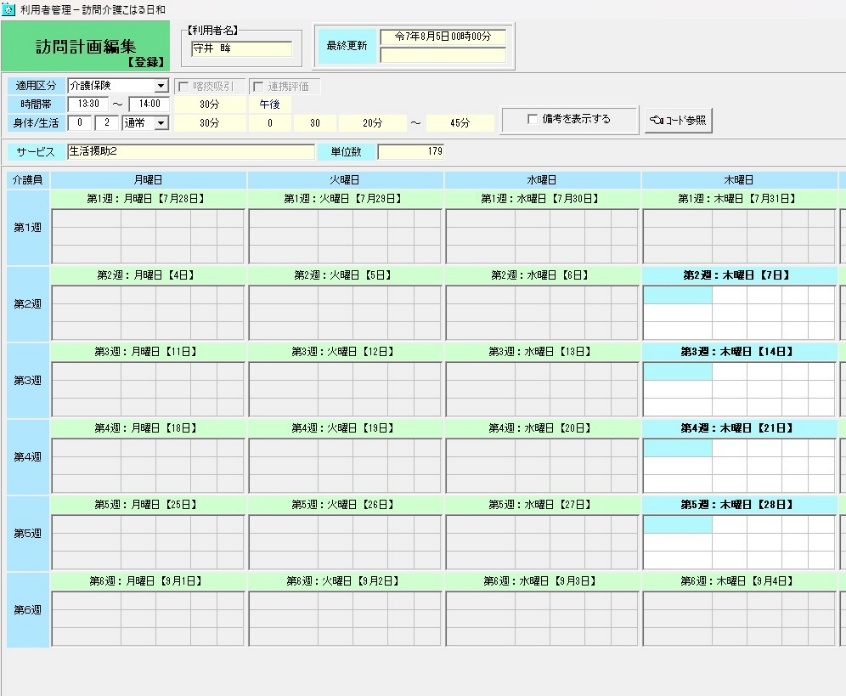 利用者管理－訪問介護こはる日和
訪問計画編集
【登録】
【利用者名】
守井
最終更新
令7年8月5日00時00分
適用区分 介護保険 喀痰吸引 連携評価
時間帯 13:30 ～ 14:00 30分 午後
身体/生活 0 2 通常 30分 0 30 20分 ～ 45分
備考を表示する
コード参照
サービス 生活援助2 単位数 179
介護員 月曜日 火曜日 水曜日 木曜日
第1週
第1週：月曜日【7月28日】 第1週：火曜日【7月29日】 第1週：水曜日【7月30日】 第1週：木曜日【7月31日】
第2週
第2週：月曜日【4日】 第2週：火曜日【5日】 第2週：水曜日【6日】 第2週：木曜日【7日】
第3週
第3週：月曜日【11日】 第3週：火曜日【12日】 第3週：水曜日【13日】 第3週：木曜日【14日】
第4週
第4週：月曜日【18日】 第4週：火曜日【19日】 第4週：水曜日【20日】 第4週：木曜日【21日】
第5週
第5週：月曜日【25日】 第5週：火曜日【26日】 第5週：水曜日【27日】 第5週：木曜日【28日】
第6週
第6週：月曜日【9月1日】 第6週：火曜日【9月2日】 第6週：水曜日【9月3日】 第6週：木曜日【9月4日】